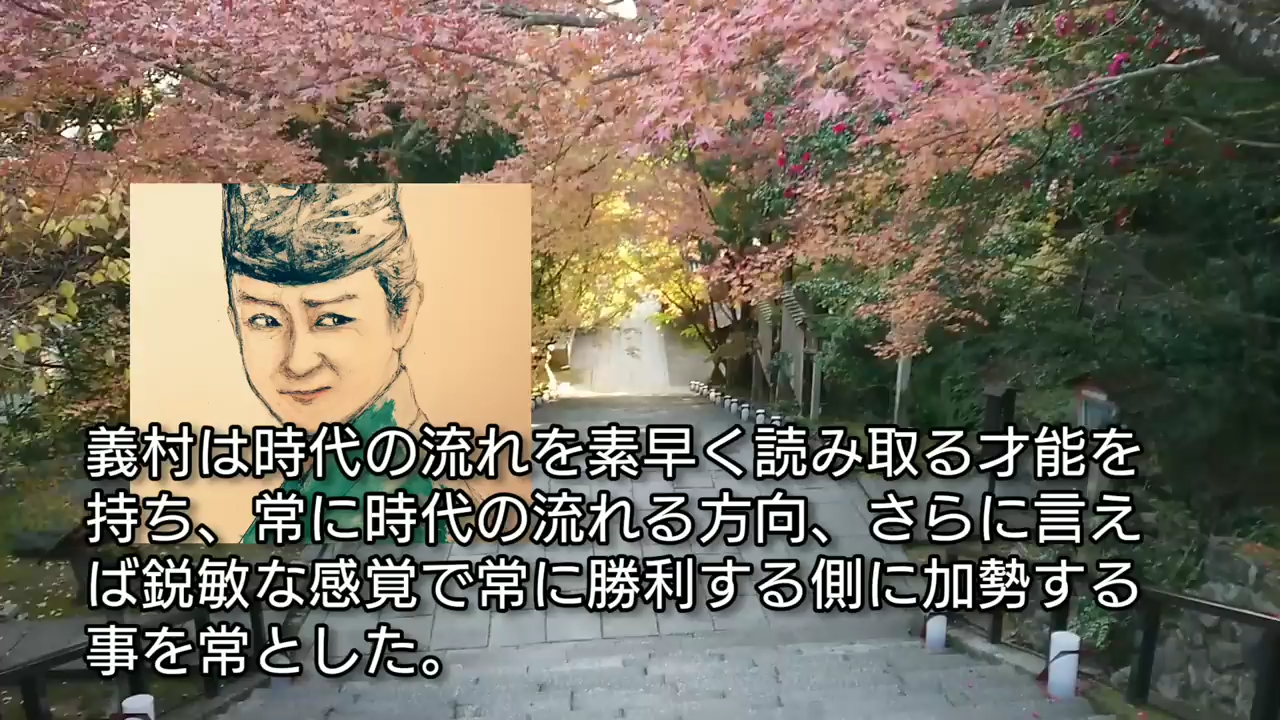 義村は時代の流れを素早く読み取る才能を
持ち、常に時代の流れる方向、さらに言え
ば鋭敏な感覚で常に勝利する側に加勢する
事を常とした。